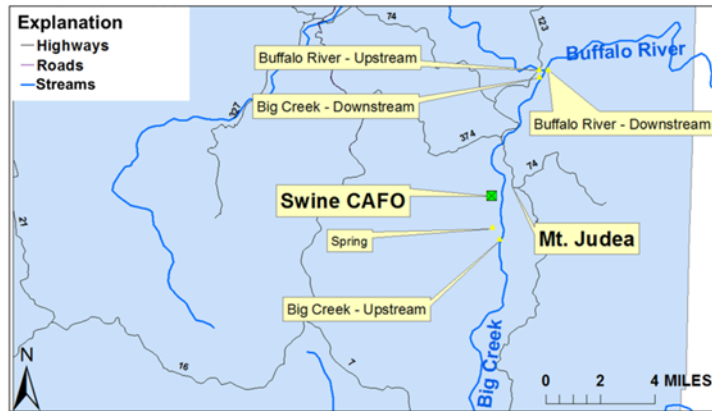 Explanation
Highways
Roads
Streams
74
123
Buffalo River - Upstream
Buffalo River
Big Creek - Downstream
Buffalo River - Downstream
327
374
74
Swine CAFO
21
Spring
Mt. Judea
Big Creek - Upstream
Big Creek
N
16
7
0 2 4 MILES